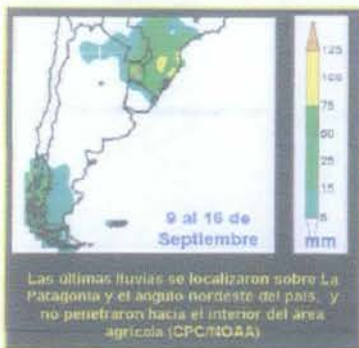 125
100
75
50
25
15
5
mm
9 al 16 de
Septiembre
Las últimas lluvias se localizaron sobre La
Patagonia y el ángulo nordeste del país, y
no penetraron hacia el interior del área
agrícola (CPC/NOAA)